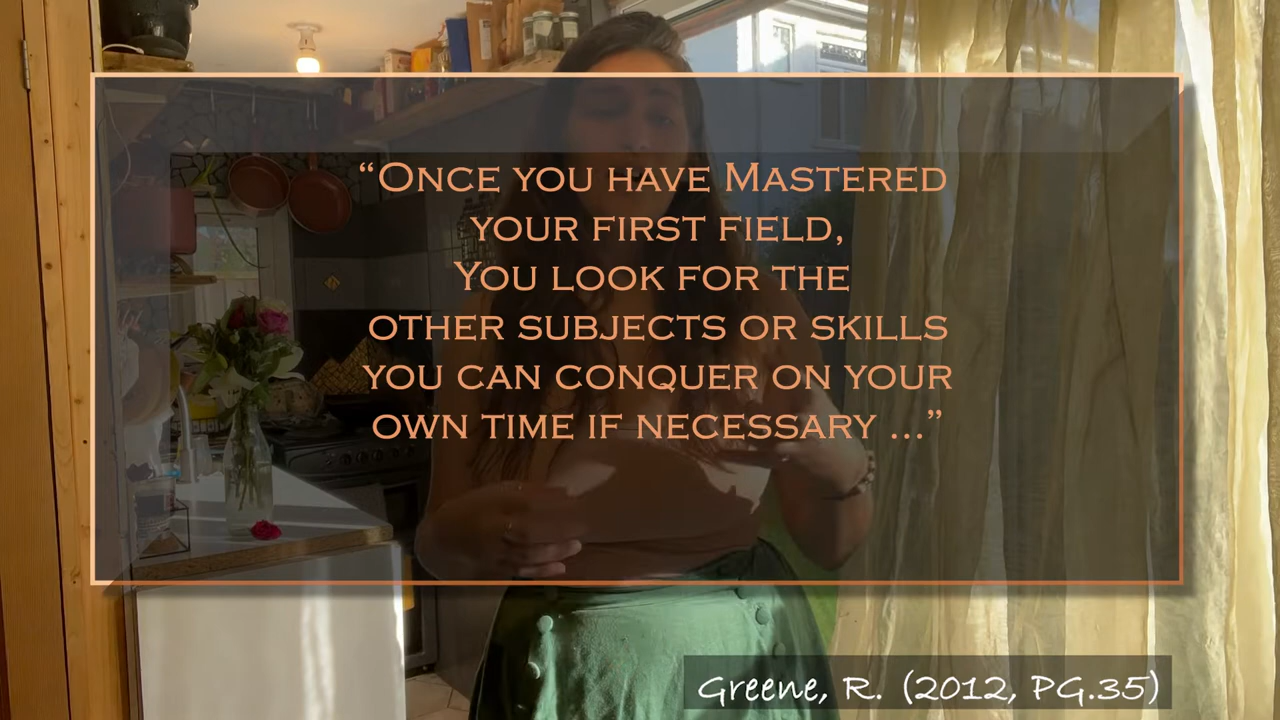 “Once you have Mastered
your first field,
You look for the
other subjects or skills
you can conquer on your
own time if necessary ...”
Greene, R. (2012, PG.35)